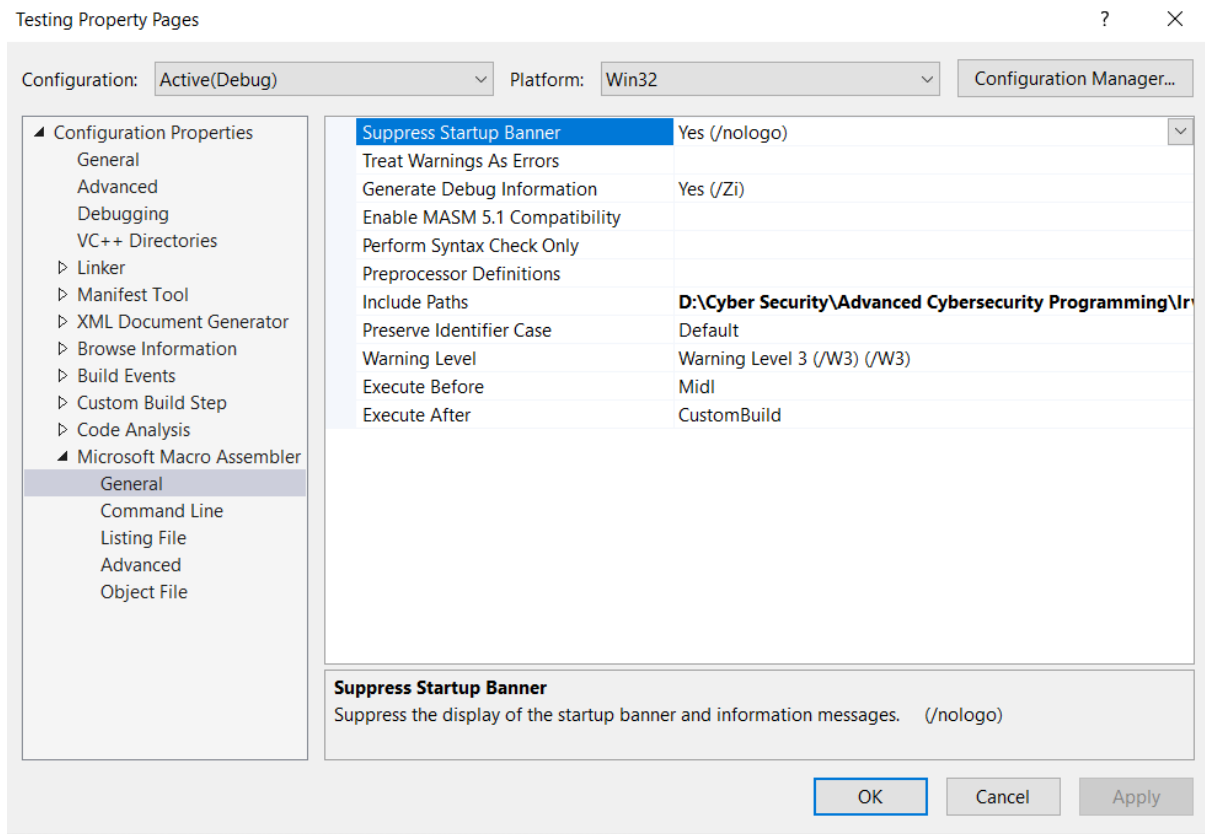 Testing Property Pages ?
Configuration: Active(Debug) Platform: Win32 Configuration Manager...
Configuration Properties
General
Advanced
Debugging
VC++ Directories
Linker
Manifest Tool
XML Document Generator
Browse Information
Build Events
Custom Build Step
Code Analysis
Microsoft Macro Assembler
General
Command Line
Listing File
Advanced
Object File
Suppress Startup Banner Yes (/nologo)
Treat Warnings As Errors
Generate Debug Information Yes (/Zi)
Enable MASM 5.1 Compatibility
Perform Syntax Check Only
Preprocessor Definitions
Include Paths D:\Cyber Security\Advanced Cybersecurity Programming\Irv
Preserve Identifier Case Default
Warning Level Warning Level 3 (/W3) (/W3)
Execute Before Midl
Execute After CustomBuild
Suppress Startup Banner
Suppress the display of the startup banner and information messages. (/nologo)
OK Cancel Apply